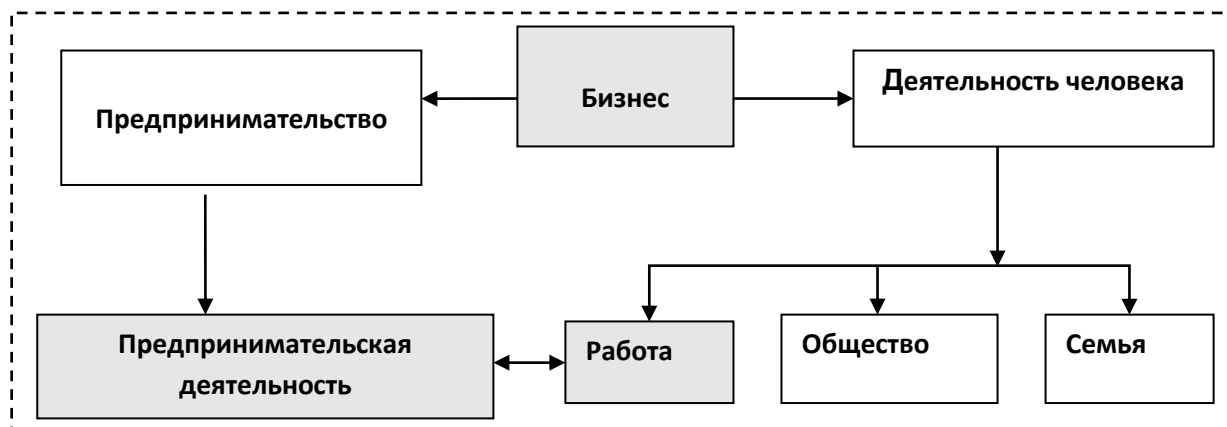 Бизнес
Деятельность человека
Предпринимательство
Предпринимательская
деятельность
Работа
Общество
Семья